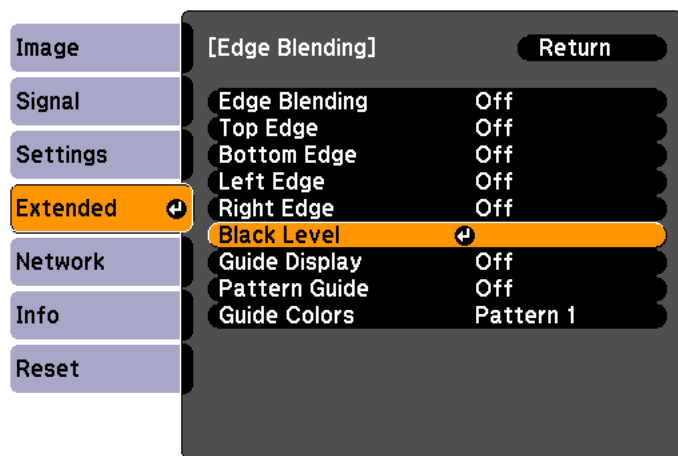 Image
Signal
Settings
Extended
Network
Info
Reset
[Edge Blending] Return
Edge Blending Off
Top Edge Off
Bottom Edge Off
Left Edge Off
Right Edge Off
Black Level
Guide Display Off
Pattern Guide Off
Guide Colors Pattern 1